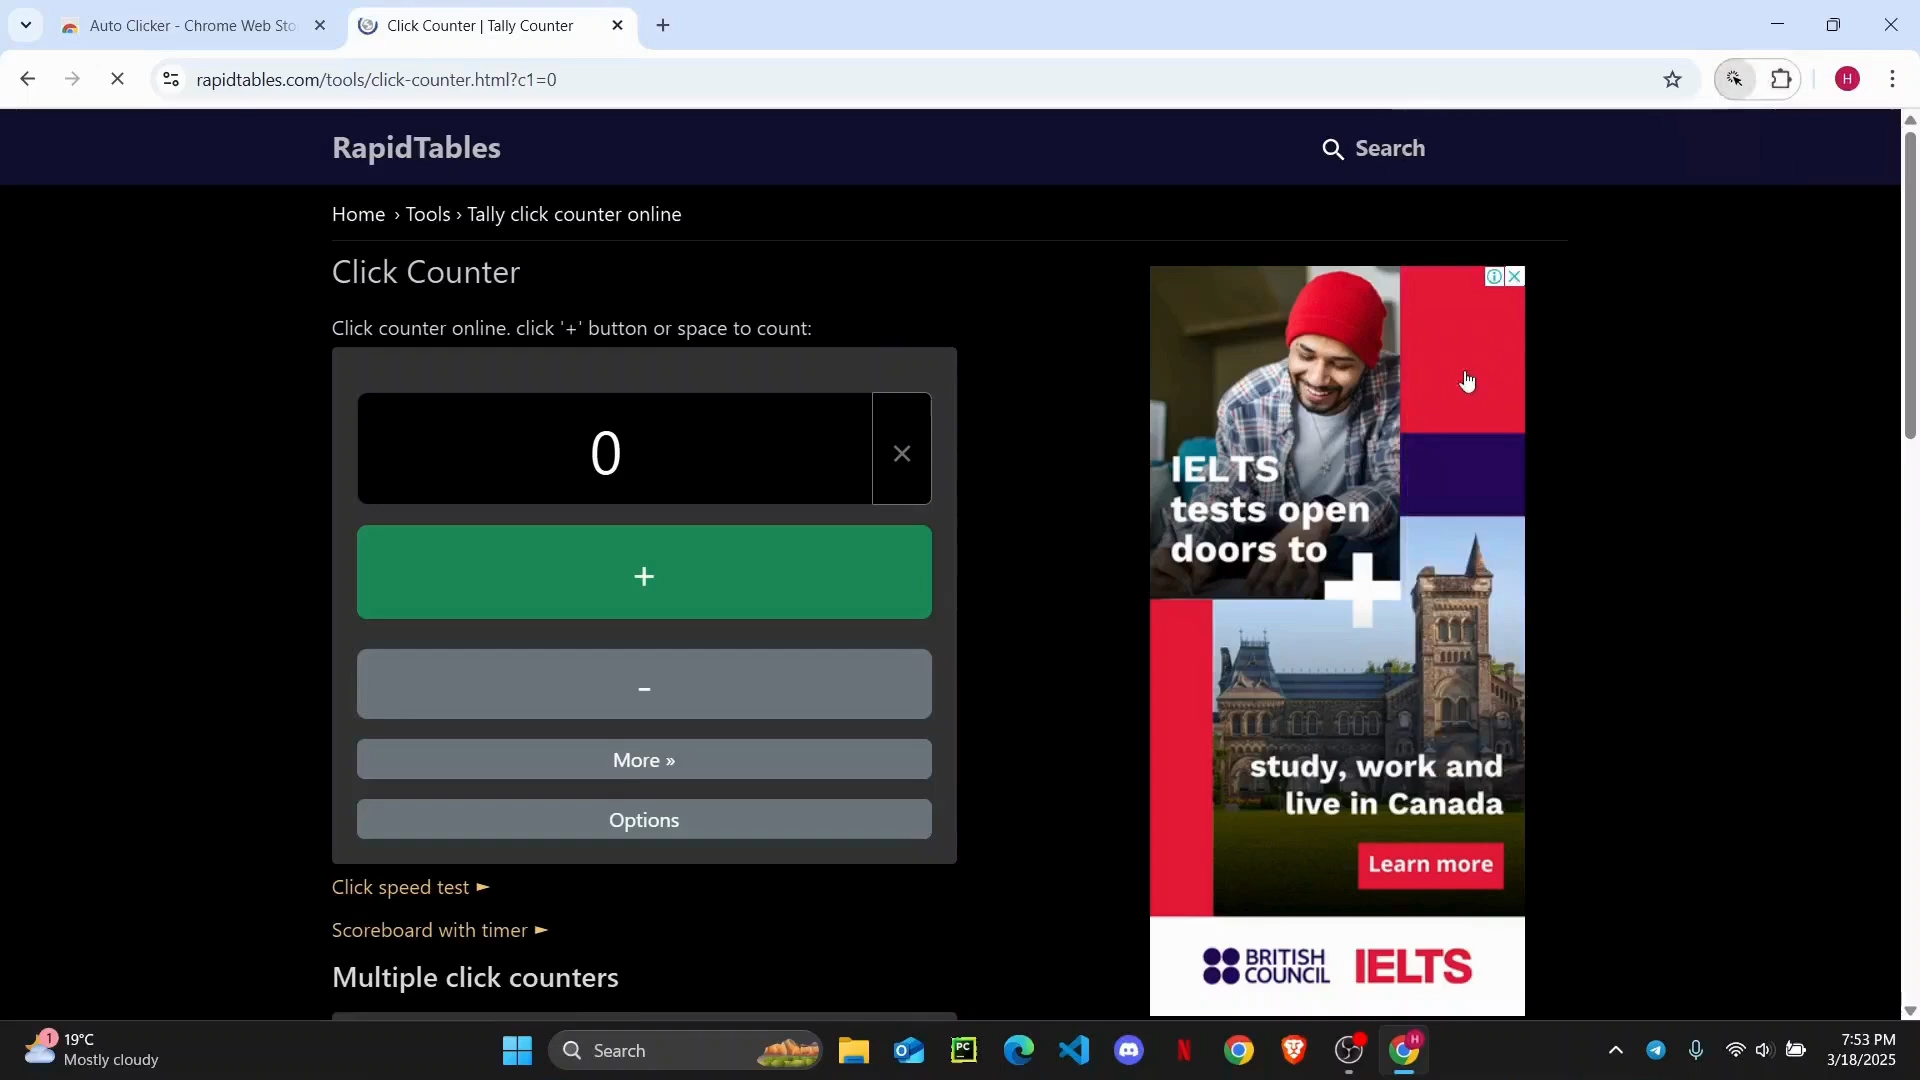 Auto Clicker - Chrome Web Sto
Click Counter | Tally Counter
rapidtables.com/tools/click-counter.html?c1=0
H
RapidTables
Search
Home › Tools › Tally click counter online
Click Counter
Click counter online. click '+' button or space to count:
0
×
+
-
More »
Options
Click speed test ►
Scoreboard with timer ►
Multiple click counters
IELTS
tests open
doors to
study, work and
live in Canada
Learn more
BRITISH
COUNCIL
IELTS
1
19°C
Mostly cloudy
Search
PC
N
H
7:53 PM
3/18/2025